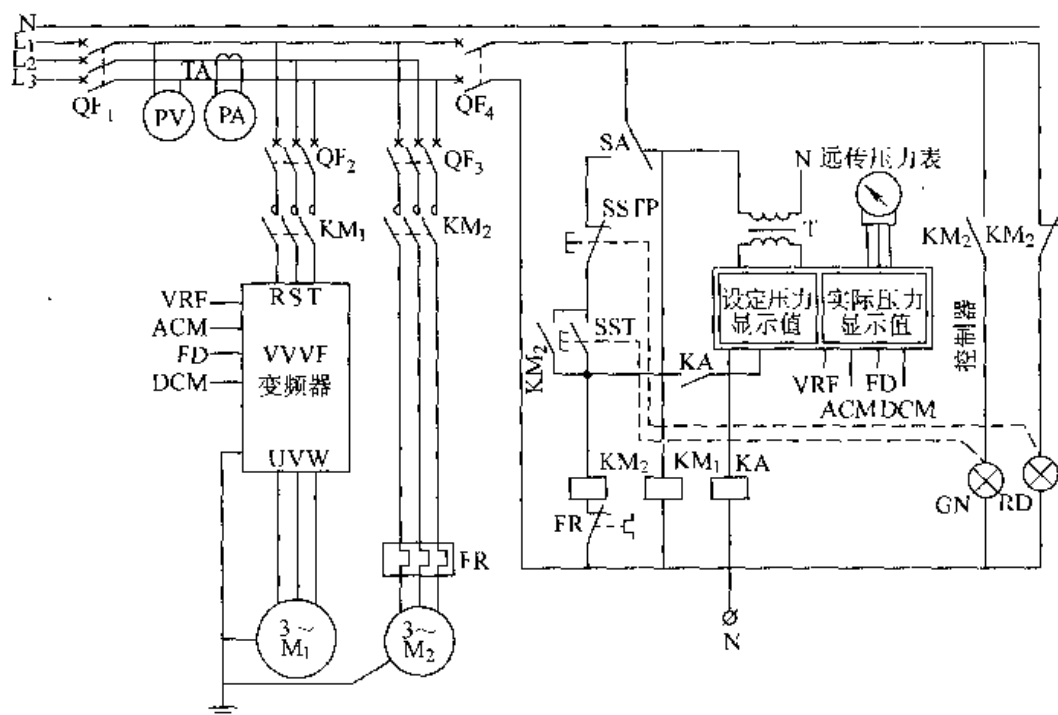 N
L₁
L₂
L₃
QF₁
TA
PV
PA
QF₂
QF₃
QF₄
KM₁
KM₂
SA
SSTP
SST
KM₂
KA
N 远传压力表
T
设定压力
显示值
实际压力
显示值
控制器
KM₂
KM₂
VRF
ACM
FD
DCM
RST
VVVF
变频器
UVW
VRF
FD
ACM
DCM
KM₂
KM₁
KA
FR
GN
RD
FR
3~
M₁
3~
M₂
N